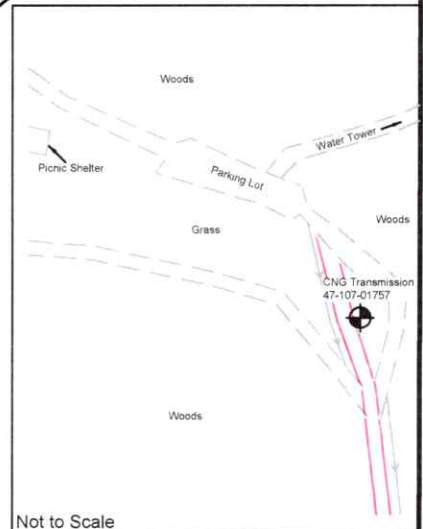 Woods
Water Tower
Picnic Shelter
Parking Lot
Grass
Woods
CNG Transmission
47-107-01757
Woods
Not to Scale